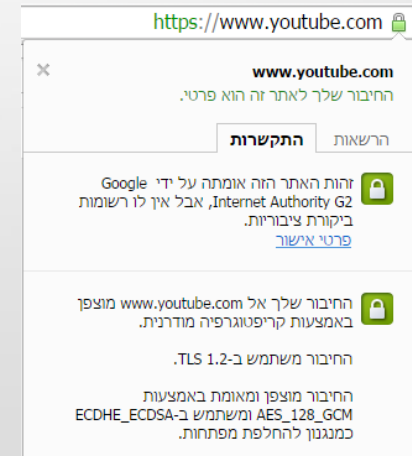 https://www.youtube.com
www.youtube.com
החיבור שלך לאתר זה הוא פרטי.
הרשאות
התקשרות
זהות האתר הזה אומתה על ידי Google
Internet Authority G2, אבל אין לו רשומות
ביקורת ציבוריות.
פרטי אישור
החיבור שלך אל www.youtube.com מוצפן
באמצעות קריפטוגרפיה מודרנית.
החיבור משתמש ב-TLS 1.2.
החיבור מוצפן ומאומת באמצעות
AES_128_GCM ומשתמש ב-ECDHE_ECDSA
כמנגנון להחלפת מפתחות.